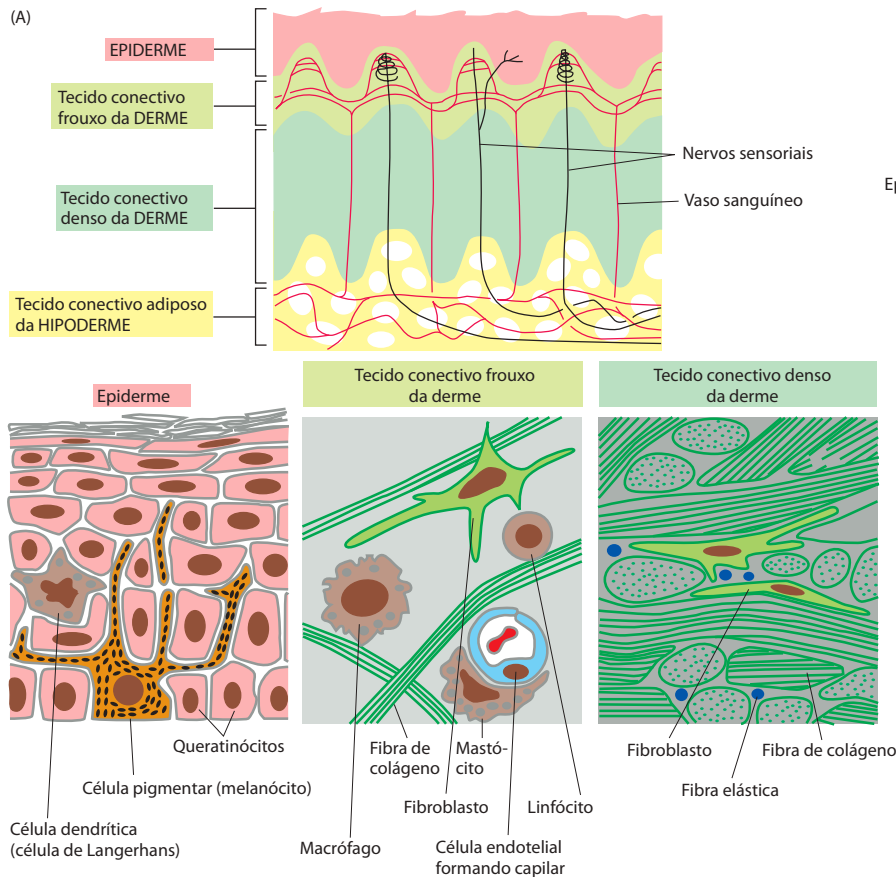 (A)
EPIDERME
Tecido conectivo
frouxo da DERME
Tecido conectivo
denso da DERME
Tecido conectivo adiposo
da HIPODERME
Nervos sensoriais
Vaso sanguíneo
Ep
Epiderme
Tecido conectivo frouxo
da derme
Tecido conectivo denso
da derme
Queratinócitos
Célula pigmentar (melanócito)
Célula dendrítica
(célula de Langerhans)
Fibra de
colágeno
Mastó-
cito
Fibroblasto
Linfócito
Macrófago
Célula endotelial
formando capilar
Fibroblasto
Fibra de colágeno
Fibra elástica